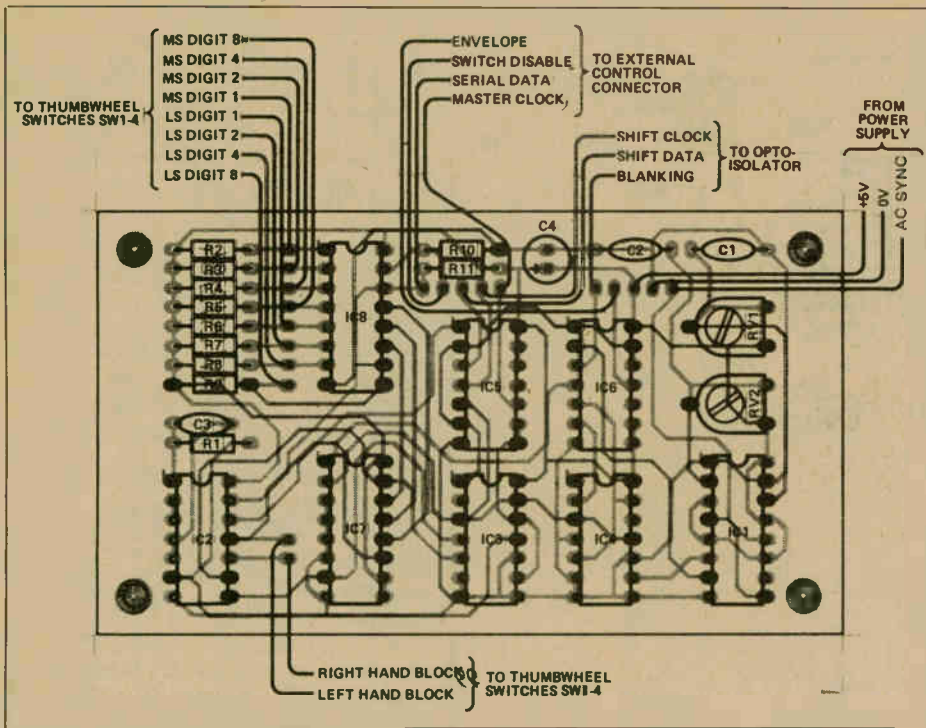 MS DIGIT 8
MS DIGIT 4
MS DIGIT 2
MS DIGIT 1
LS DIGIT 1
LS DIGIT 2
LS DIGIT 4
LS DIGIT 8
TO THUMBWHEEL
SWITCHES SW1-4
ENVELOPE
SWITCH DISABLE
SERIAL DATA
MASTER CLOCK
TO EXTERNAL
CONTROL
CONNECTOR
SHIFT CLOCK
SHIFT DATA
BLANKING
TO OPTO-
ISOLATOR
FROM
POWER
SUPPLY
+5V
0V
AC SYNC
R2
R3
R4
R5
R6
R7
R8
R9
IC8
R10
R11
C4
+
C2
C1
RV1
RV2
IC5
IC6
C3
R1
IC2
IC7
IC3
IC4
IC1
RIGHT HAND BLOCK
LEFT HAND BLOCK
TO THUMBWHEEL
SWITCHES SW1-4